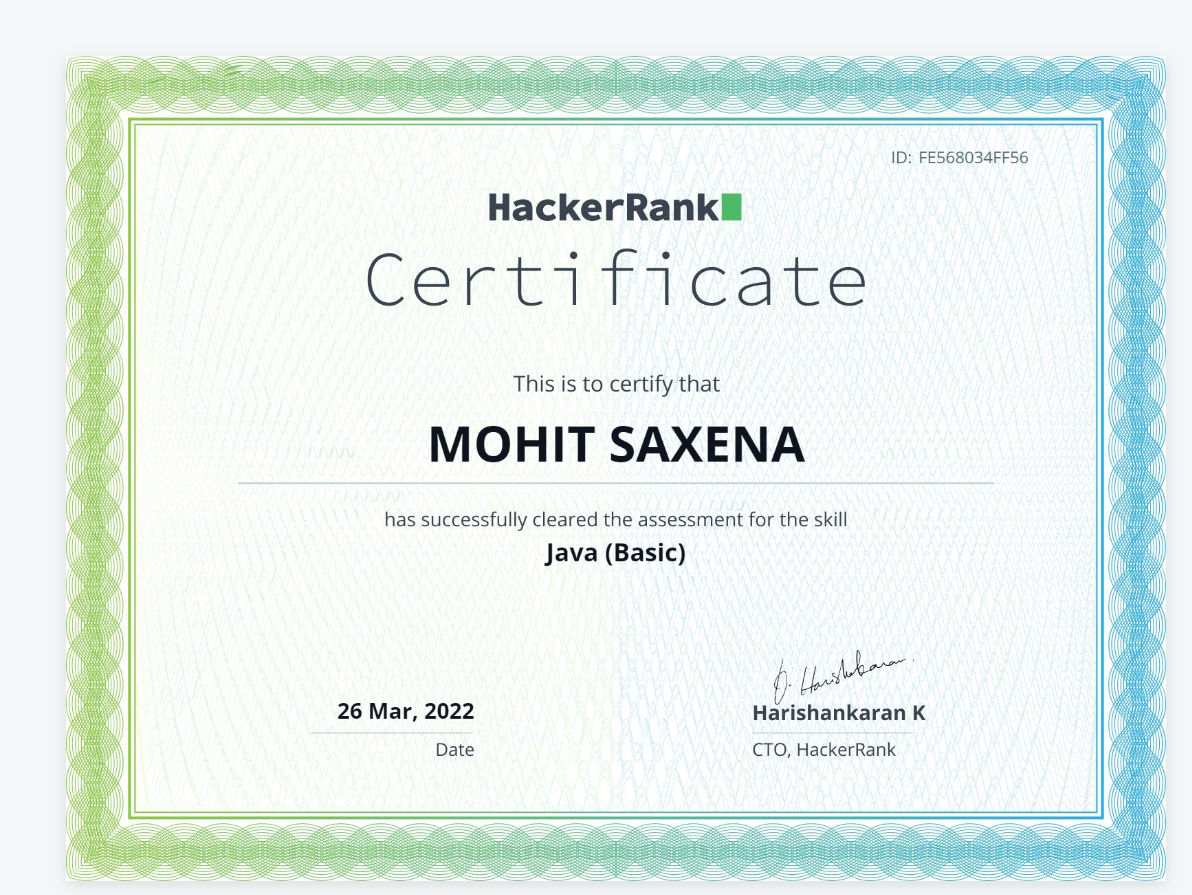 ID: FE568034FF56
HackerRank
Certificate
This is to certify that
MOHIT SAXENA
has successfully cleared the assessment for the skill
Java (Basic)
26 Mar, 2022
Date
Harishankaran K
CTO, HackerRank